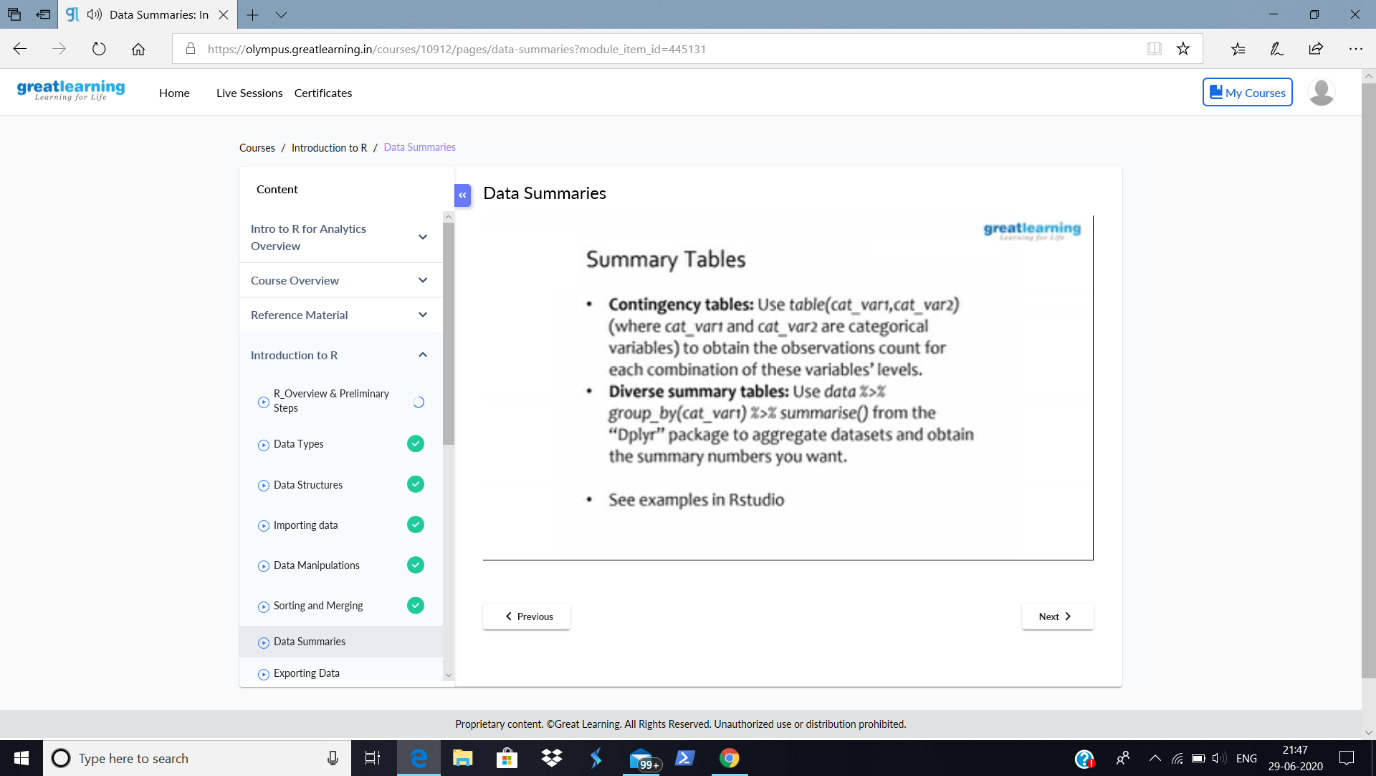 gl Data Summaries: In
https://olympus.greatlearning.in/courses/10912/pages/data-summaries?module_item_id=445131
greatlearning
Learning for Life
Home Live Sessions Certificates
My Courses
Courses / Introduction to R / Data Summaries
Content
Intro to R for Analytics
Overview
Course Overview
Reference Material
Introduction to R
R_Overview & Preliminary
Steps
Data Types
Data Structures
Importing data
Data Manipulations
Sorting and Merging
Data Summaries
Exporting Data
«
Data Summaries
greatlearning
Learning for Life
Summary Tables
• Contingency tables: Use table(cat_var1,cat_var2)
(where cat_var1 and cat_var2 are categorical
variables) to obtain the observations count for
each combination of these variables' levels.
• Diverse summary tables: Use data %>%
group_by(cat_var1) %>% summarise() from the
“Dplyr” package to aggregate datasets and obtain
the summary numbers you want.
• See examples in Rstudio
Previous
Next
Proprietary content. ©Great Learning. All Rights Reserved. Unauthorized use or distribution prohibited.
Type here to search
99+
ENG
21:47
29-06-2020